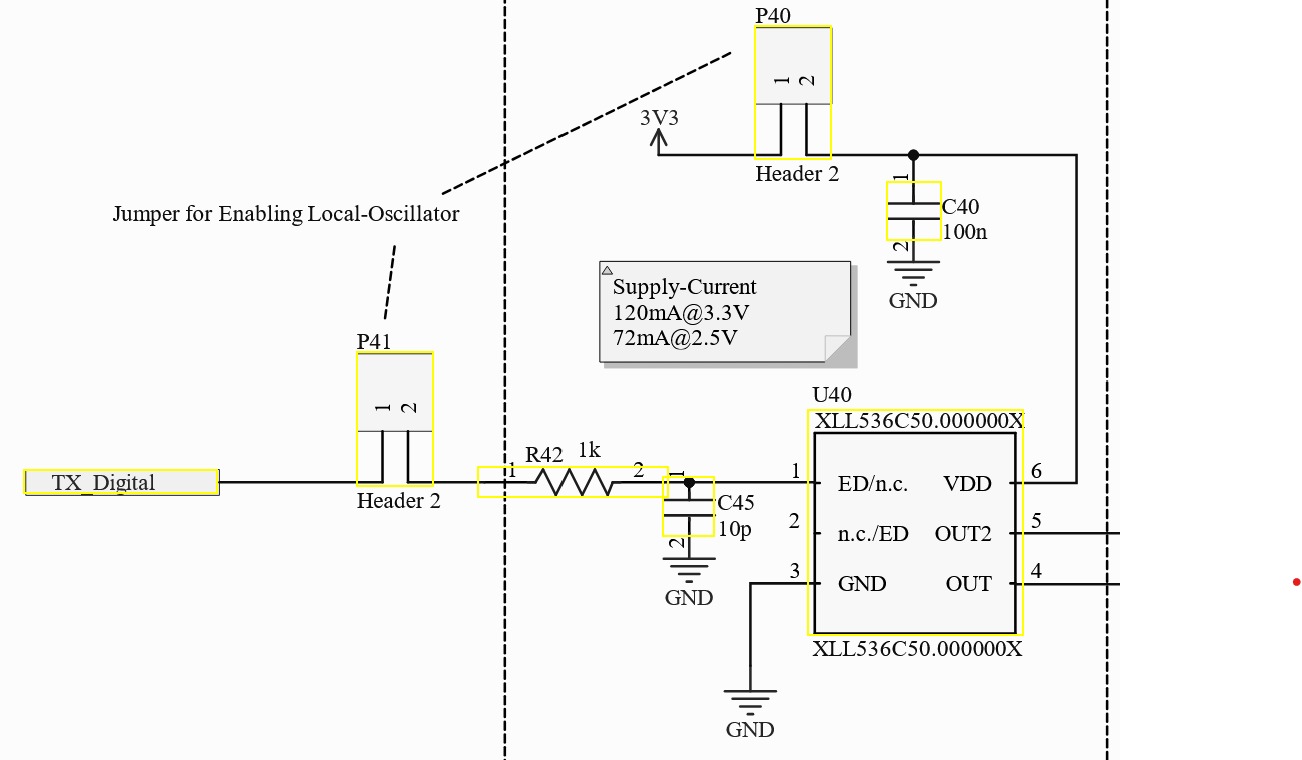 P40
1 2
3V3
Header 2
1
C40
100n
2
GND
Jumper for Enabling Local-Oscillator
Supply-Current
120mA@3.3V
72mA@2.5V
P41
1 2
Header 2
TX_Digital
R42 1k
1 2
1
C45
10p
2
GND
U40
XLL536C50.000000X
1 ED/n.c. VDD 6
2 n.c./ED OUT2 5
3 GND OUT 4
XLL536C50.000000X
GND